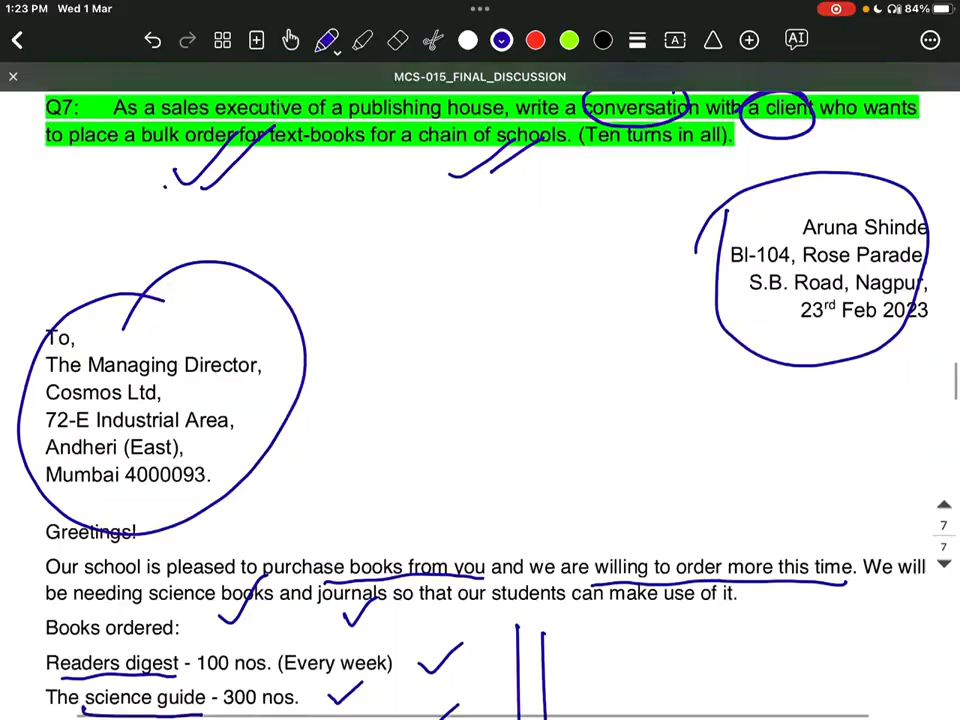 1:23 PM Wed 1 Mar
84%
A
AI
MCS-015_FINAL_DISCUSSION
Q7: As a sales executive of a publishing house, write a conversation with a client who wants
to place a bulk order for text-books for a chain of schools. (Ten turns in all).
Aruna Shinde
Bl-104, Rose Parade,
S.B. Road, Nagpur,
23rd Feb 2023
To,
The Managing Director,
Cosmos Ltd,
72-E Industrial Area,
Andheri (East),
Mumbai 4000093.
Greetings!
Our school is pleased to purchase books from you and we are willing to order more this time. We will
be needing science books and journals so that our students can make use of it.
Books ordered:
Readers digest - 100 nos. (Every week)
The science guide - 300 nos.
7
7